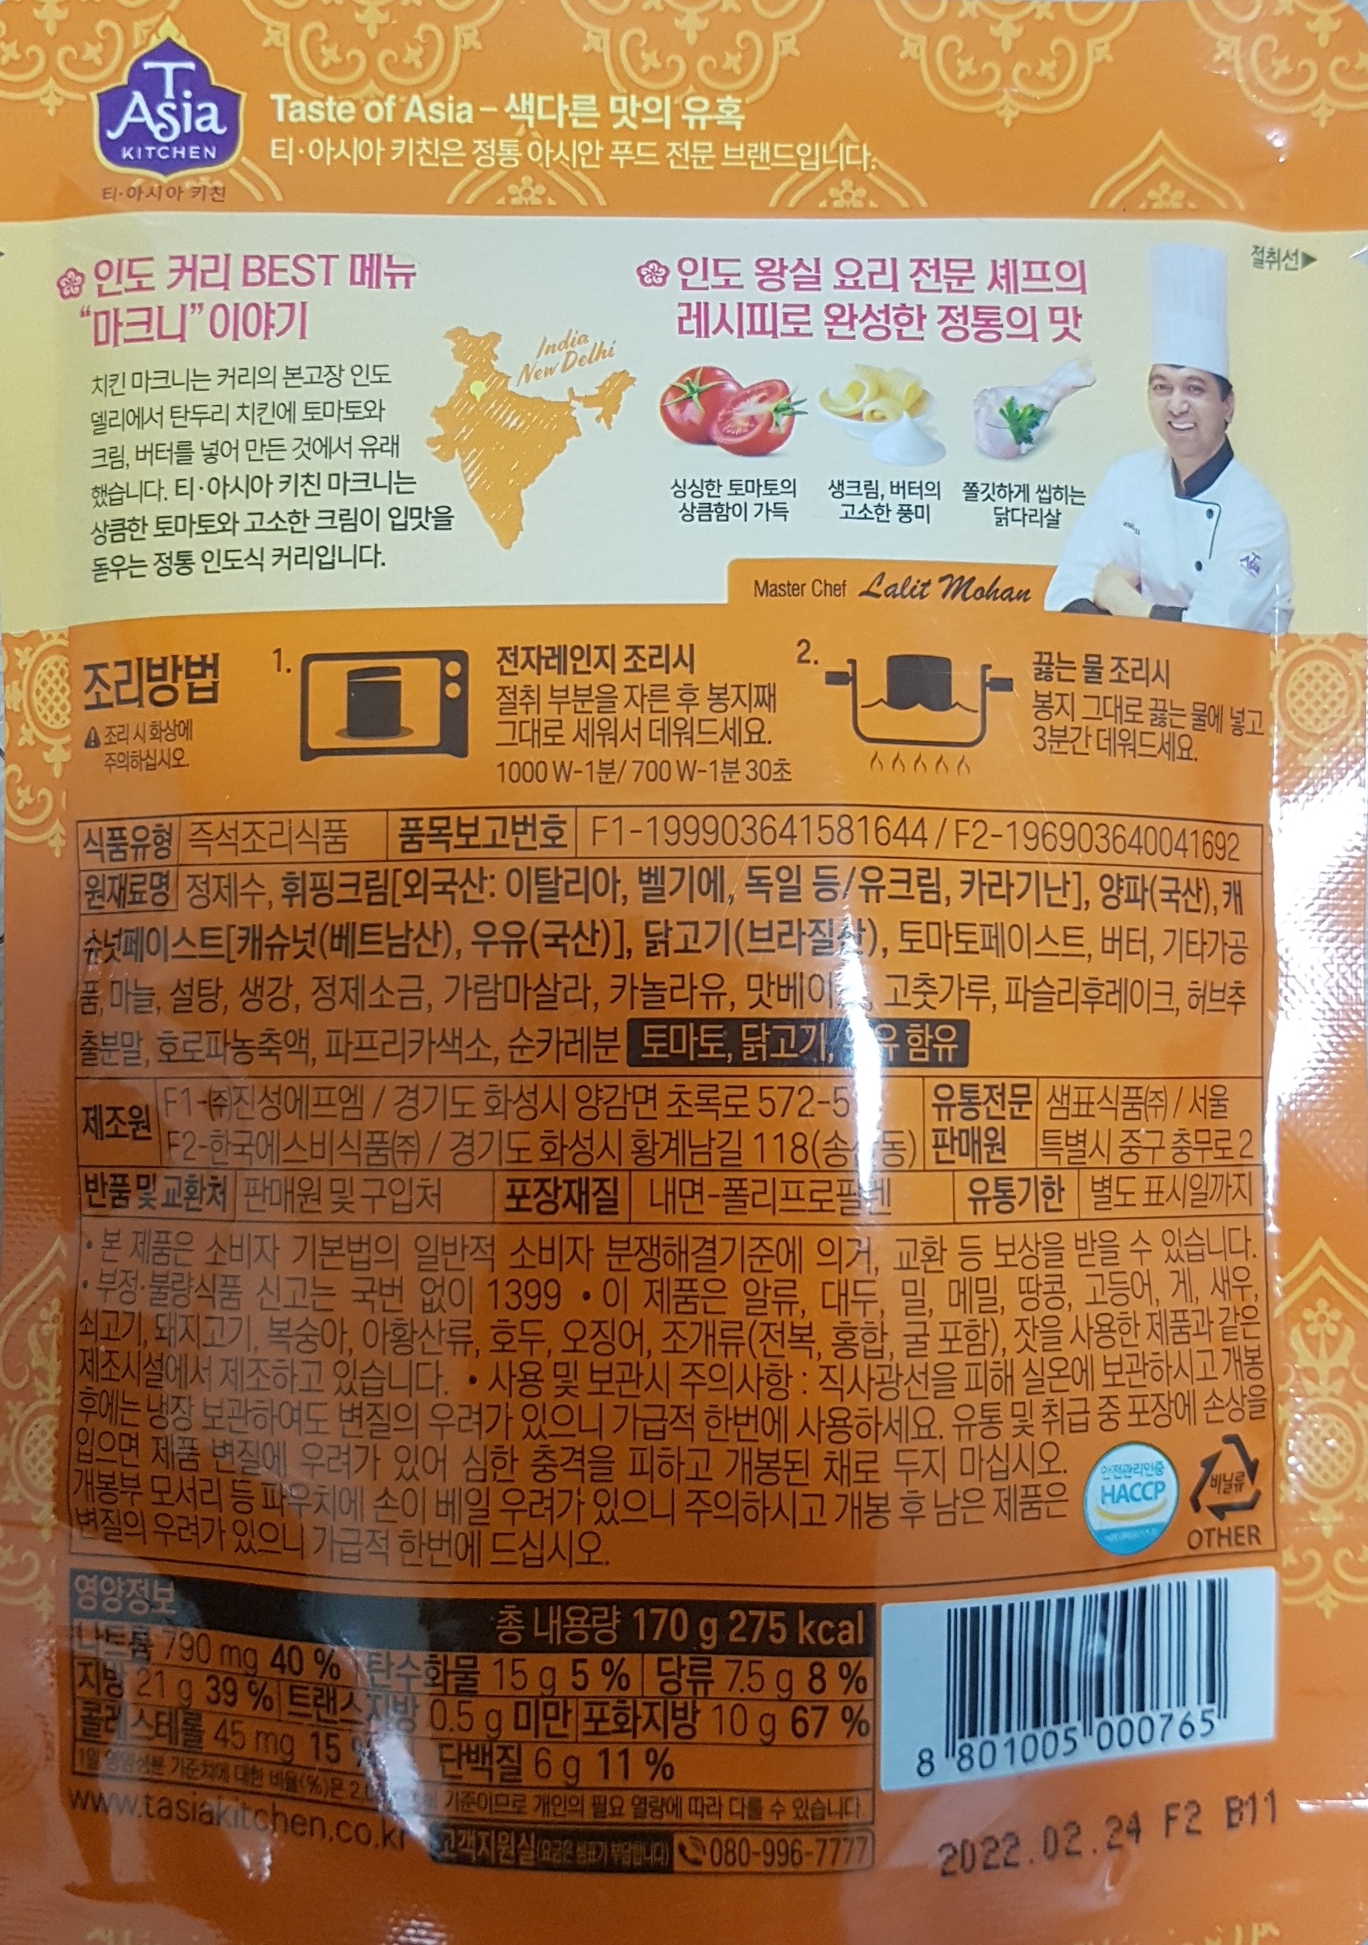 T
Asia
KITCHEN
티·아시아 키친
Taste of Asia – 색다른 맛의 유혹
티·아시아 키친은 정통 아시안 푸드 전문 브랜드입니다.
절취선▶
인도 커리 BEST 메뉴
“마크니” 이야기
치킨 마크니는 커리의 본고장 인도
델리에서 탄두리 치킨에 토마토와
크림, 버터를 넣어 만든 것에서 유래
했습니다. 티·아시아 키친 마크니는
상큼한 토마토와 고소한 크림이 입맛을
돋우는 정통 인도식 커리입니다.
India
New Delhi
인도 왕실 요리 전문 셰프의
레시피로 완성한 정통의 맛
싱싱한 토마토의
상큼함이 가득
생크림, 버터의
고소한 풍미
쫄깃하게 씹히는
닭다리살
Master Chef Lalit Mohan
조리방법
조리 시 화상에
주의하십시오.
1.
전자레인지 조리시
절취 부분을 자른 후 봉지째
그대로 세워서 데워드세요.
1000 W-1분/ 700 W-1분 30초
2.
끓는 물 조리시
봉지 그대로 끓는 물에 넣고
3분간 데워드세요.
식품유형 즉석조리식품 품목보고번호 F1-199903641581644 / F2-196903640041692
원재료명 정제수, 휘핑크림[외국산: 이탈리아, 벨기에, 독일 등/유크림, 카라기난], 양파(국산), 캐
슈넛페이스트[캐슈넛(베트남산), 우유(국산)], 닭고기(브라질산), 토마토페이스트, 버터, 기타가공
품, 마늘, 설탕, 생강, 정제소금, 가람마살라, 카놀라유, 고춧가루, 파슬리후레이크, 허브추
출분말, 호로파농축액, 파프리카색소, 순카레분 토마토, 닭고기, 함유
제조원 F1-㈜진성에프엠 / 경기도 화성시 양감면 초록로 572-5
F2-한국에스비식품㈜ / 경기도 화성시 황계남길 118(송산동)
유통전문 판매원 샘표식품㈜ / 서울
특별시 중구 충무로 2
반품 및 교환처 판매원 및 구입처 포장재질 내면-폴리프로필렌 유통기한 별도 표시일까지
• 본 제품은 소비자 기본법의 일반적 소비자 분쟁해결기준에 의거, 교환 등 보상을 받을 수 있습니다.
• 부정·불량식품 신고는 국번 없이 1399 • 이 제품은 알류, 대두, 밀, 메밀, 땅콩, 고등어, 게, 새우,
쇠고기, 돼지고기, 복숭아, 아황산류, 호두, 오징어, 조개류(전복, 홍합, 굴 포함), 잣을 사용한 제품과 같은
제조시설에서 제조하고 있습니다. • 사용 및 보관시 주의사항 : 직사광선을 피해 실온에 보관하시고 개봉
후에는 냉장 보관하여도 변질의 우려가 있으니 가급적 한번에 사용하세요. 유통 및 취급 중 포장에 손상을
입으면 제품 변질에 우려가 있어 심한 충격을 피하고 개봉된 채로 두지 마십시오.
개봉부 모서리 등 파우치에 손이 베일 우려가 있으니 주의하시고 개봉 후 남은 제품은
변질의 우려가 있으니 가급적 한번에 드십시오.
안전관리인증
HACCP
비닐류
OTHER
영양정보
총 내용량 170 g 275 kcal
나트륨 790 mg 40 % 탄수화물 15 g 5 % 당류 7.5 g 8 %
지방 21 g 39 % 트랜스지방 0.5 g 미만 포화지방 10 g 67 %
콜레스테롤 45 mg 15 % 단백질 6 g 11 %
1일 영양성분 기준치에 대한 비율(%)은 기준이므로 개인의 필요 열량에 따라 다를 수 있습니다.
www.tasiakitchen.co.kr
고객지원실(요금은 샘표가 부담합니다) 080-996-7777
8 801005 000765
2022.02.24 F2 B11